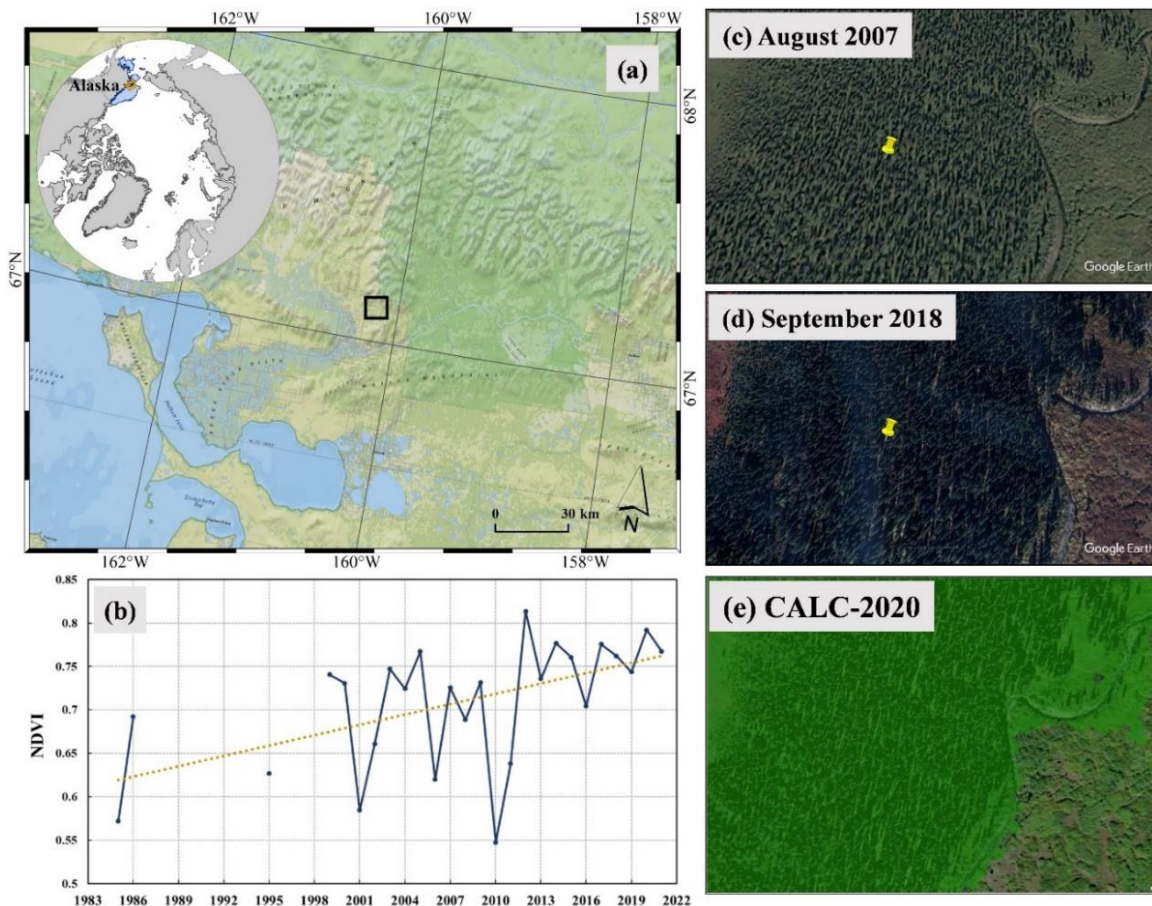 162°W
160°W
158°W
(a)
Alaska
68°N
67°N
67°N
0 30 km
N
162°W
160°W
158°W
(b)
0.85
0.8
0.75
0.7
0.65
0.6
0.55
0.5
NDVI
1983 1986 1989 1992 1995 1998 2001 2004 2007 2010 2013 2016 2019 2022
(c) August 2007
Google Earth
(d) September 2018
Google Earth
(e) CALC-2020